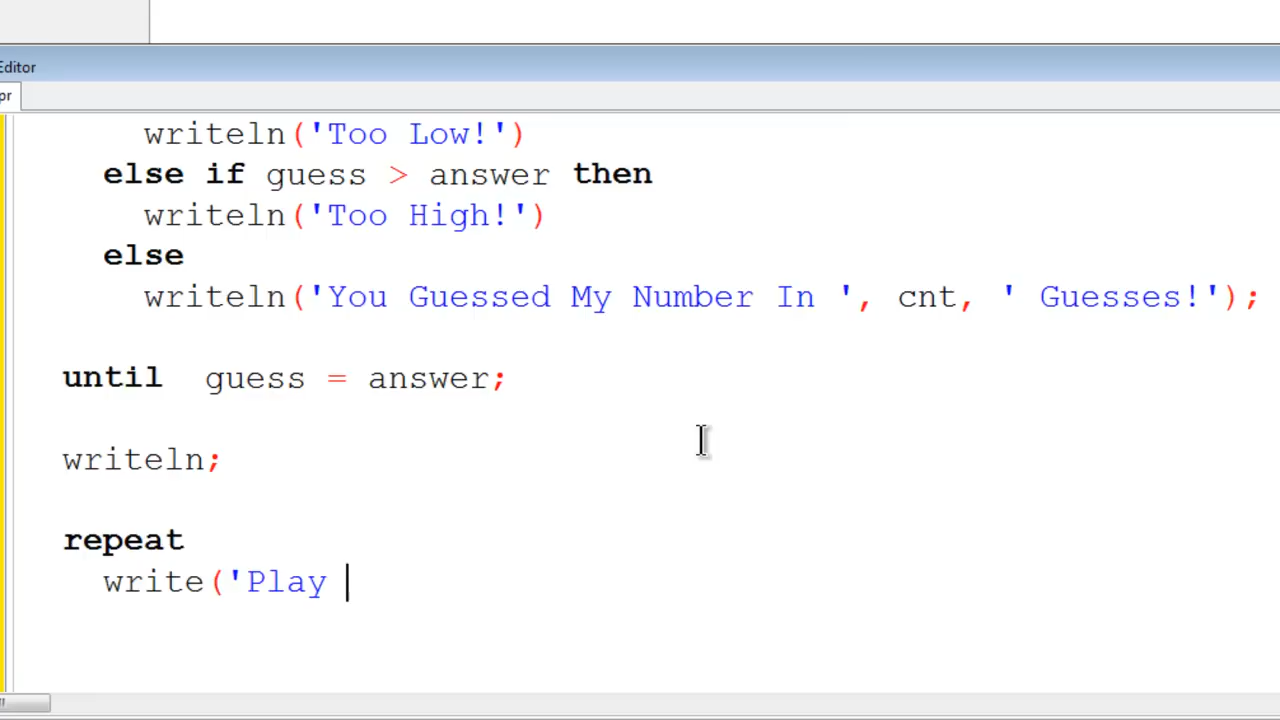 Editor
pr
writeln('Too Low!')
else if guess > answer then
writeln('Too High!')
else
writeln('You Guessed My Number In ', cnt, ' Guesses!');
until  guess = answer;
writeln;
repeat
write('Play